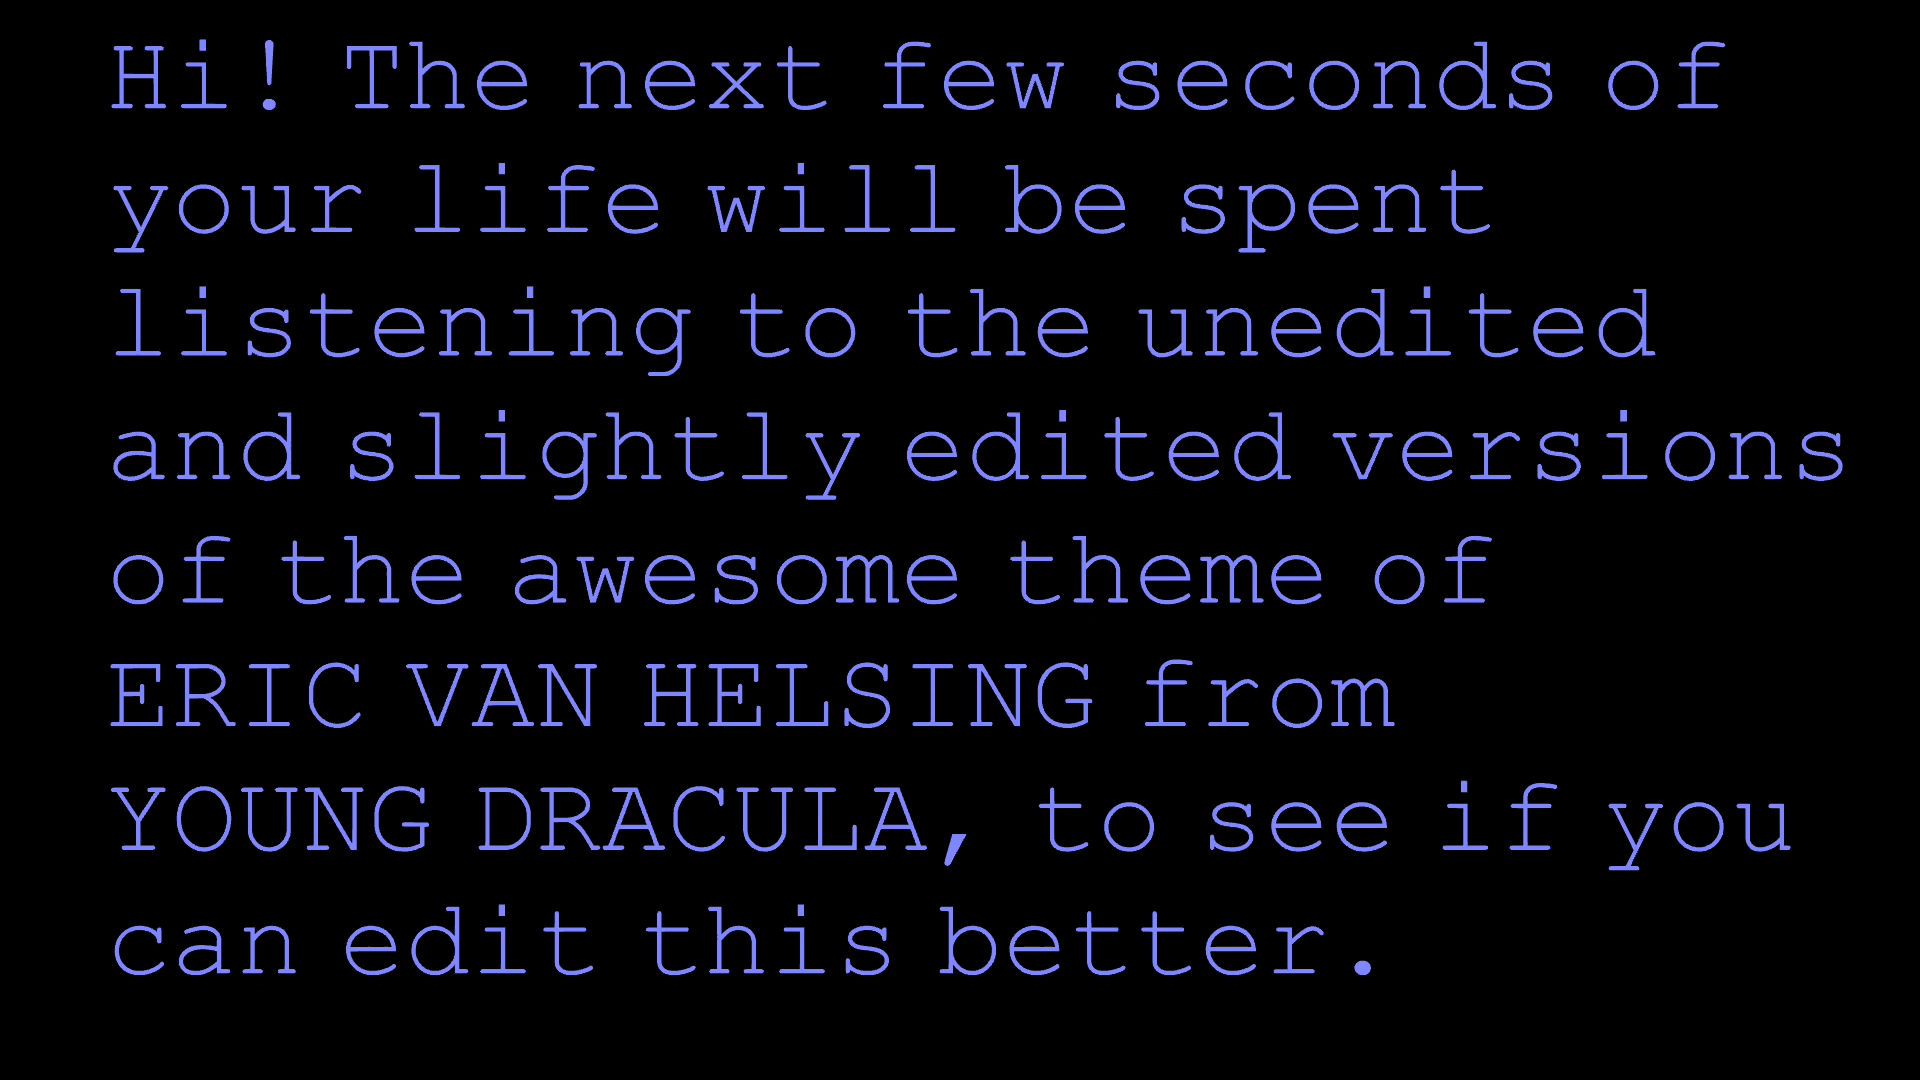 Hi! The next few seconds of
your life will be spent
listening to the unedited
and slightly edited versions
of the awesome theme of
ERIC VAN HELSING from
YOUNG DRACULA, to see if you
can edit this better.